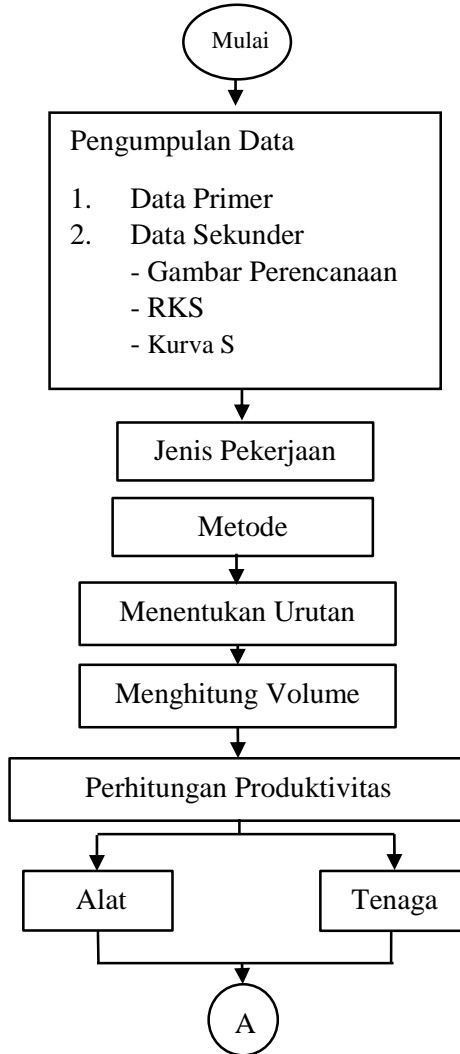 Mulai
Pengumpulan Data
1. Data Primer
2. Data Sekunder
- Gambar Perencanaan
- RKS
- Kurva S
Jenis Pekerjaan
Metode
Menentukan Urutan
Menghitung Volume
Perhitungan Produktivitas
Alat Tenaga
A